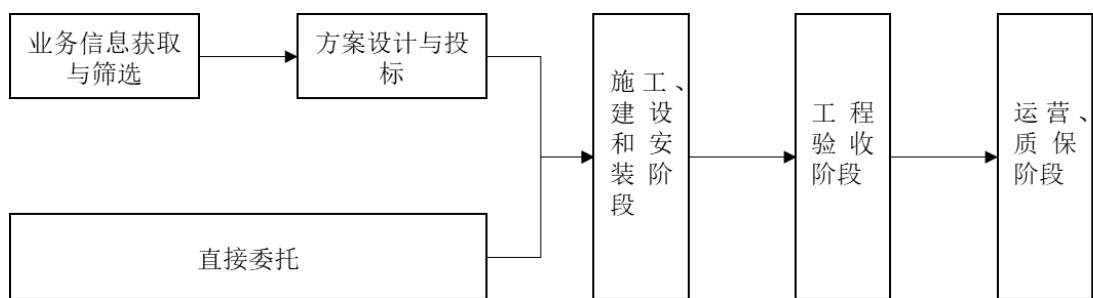 业务信息获取
与筛选
方案设计与投
标
直接委托
施工、
建设
和安
装阶
段
工程
验收
阶段
运营、
质保
阶段